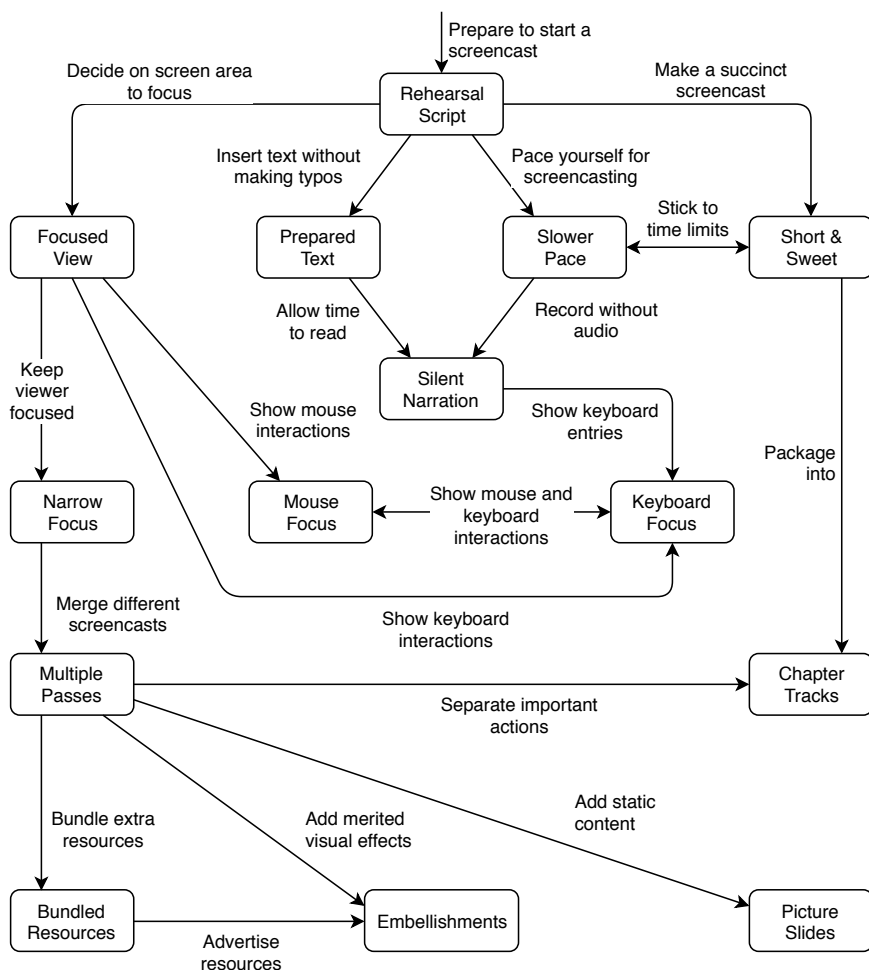 Prepare to start a
screencast
Decide on screen area
to focus
Rehearsal
Script
Make a succinct
screencast
Insert text without
making typos
Pace yourself for
screencasting
Focused
View
Prepared
Text
Slower
Pace
Stick to
time limits
Short &
Sweet
Allow time
to read
Record without
audio
Keep
viewer
focused
Silent
Narration
Show mouse
interactions
Show keyboard
entries
Package
into
Narrow
Focus
Mouse
Focus
Show mouse and
keyboard
interactions
Keyboard
Focus
Merge different
screencasts
Show keyboard
interactions
Multiple
Passes
Separate important
actions
Chapter
Tracks
Bundle extra
resources
Add merited
visual effects
Add static
content
Bundled
Resources
Advertise
resources
Embellishments
Picture
Slides